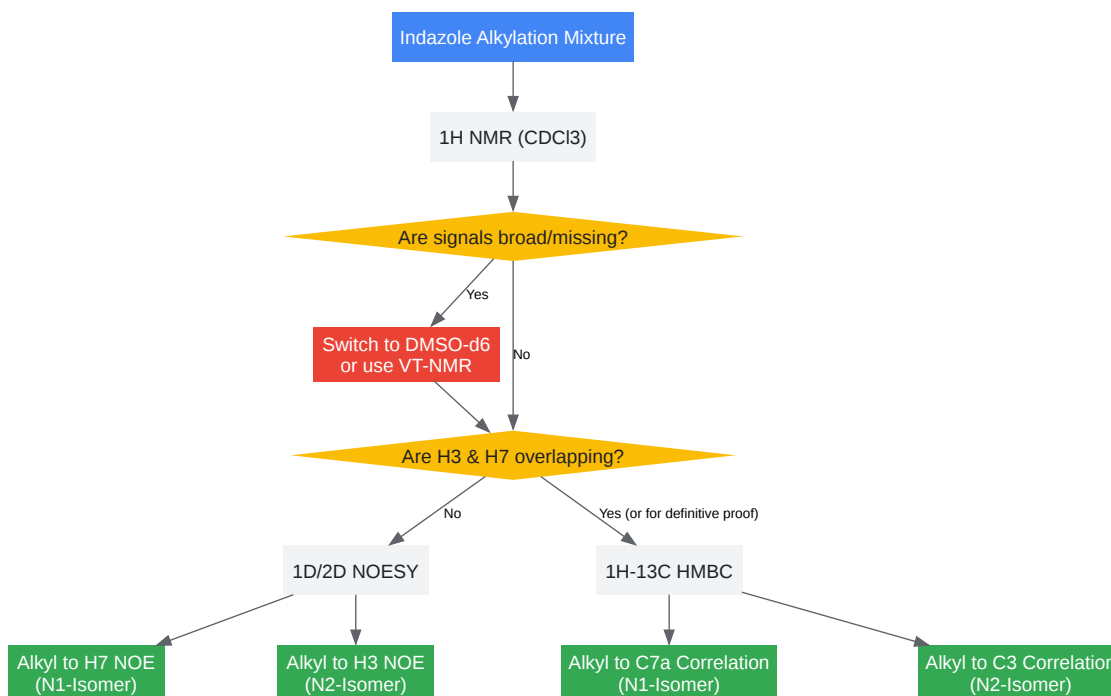 Indazole Alkylation Mixture
1H NMR (CDCl3)
Are signals broad/missing?
Yes
Switch to DMSO-d6
or use VT-NMR
No
Are H3 & H7 overlapping?
No
Yes (or for definitive proof)
1D/2D NOESY
1H-13C HMBC
Alkyl to H7 NOE
(N1-Isomer)
Alkyl to H3 NOE
(N2-Isomer)
Alkyl to C7a Correlation
(N1-Isomer)
Alkyl to C3 Correlation
(N2-Isomer)